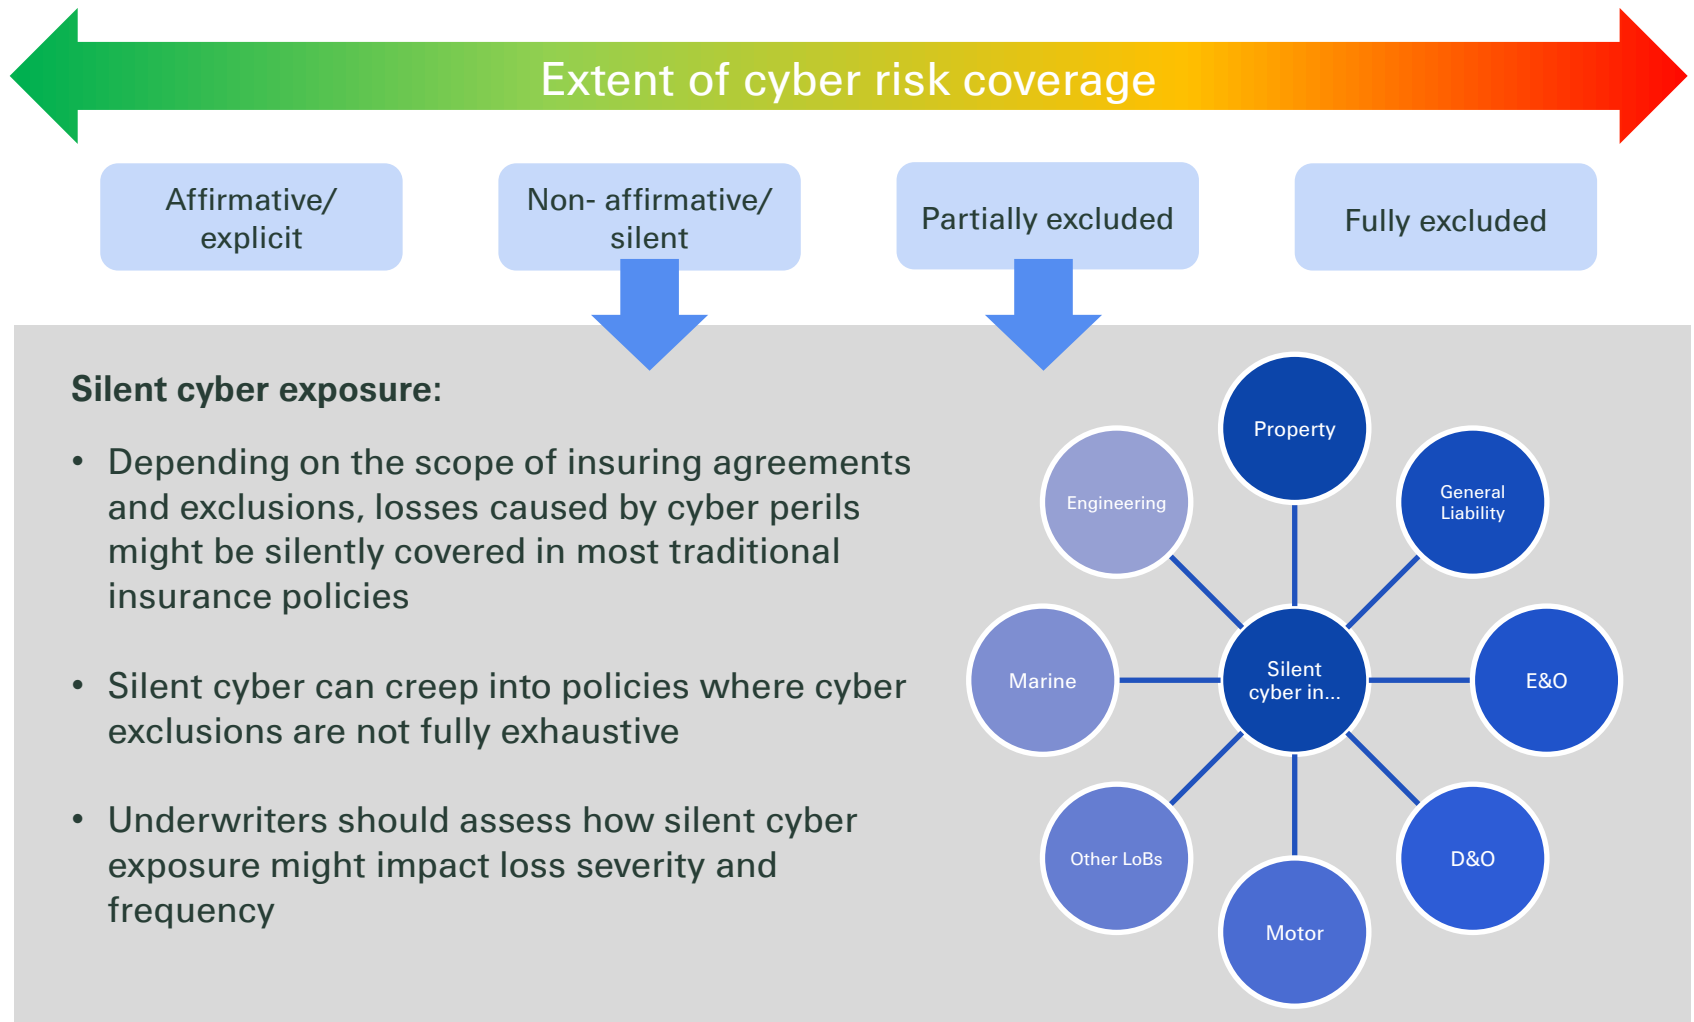 Extent of cyber risk coverage
Affirmative/
explicit
Non- affirmative/
silent
Partially excluded
Fully excluded
Silent cyber exposure:
• Depending on the scope of insuring agreements
and exclusions, losses caused by cyber perils
might be silently covered in most traditional
insurance policies
• Silent cyber can creep into policies where cyber
exclusions are not fully exhaustive
• Underwriters should assess how silent cyber
exposure might impact loss severity and
frequency
Property
General
Liability
E&O
D&O
Motor
Other LoBs
Marine
Engineering
Silent
cyber in...